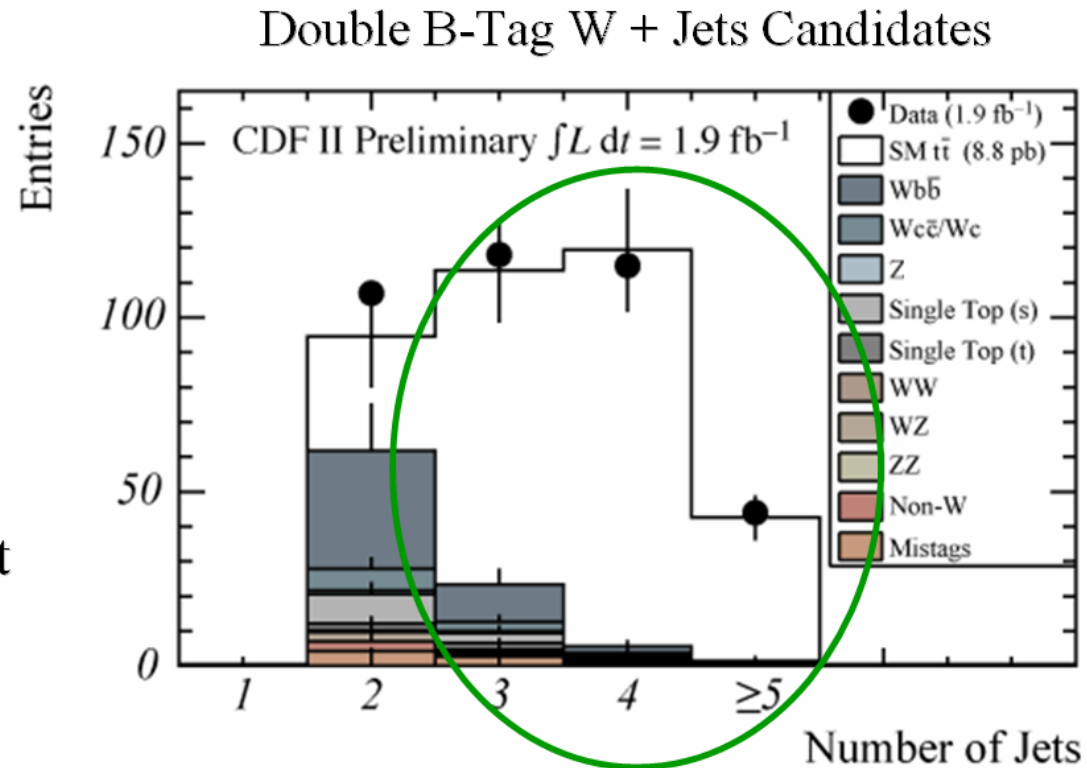 Double B-Tag W + Jets Candidates
Entries
150
100
50
0
CDF II Preliminary ∫L dt = 1.9 fb⁻¹
Data (1.9 fb⁻¹)
SM tt̄ (8.8 pb)
Wbb̄
Wcc̄/Wc
Z
Single Top (s)
Single Top (t)
WW
WZ
ZZ
Non-W
Mistags
t
1 2 3 4 ≥5
Number of Jets